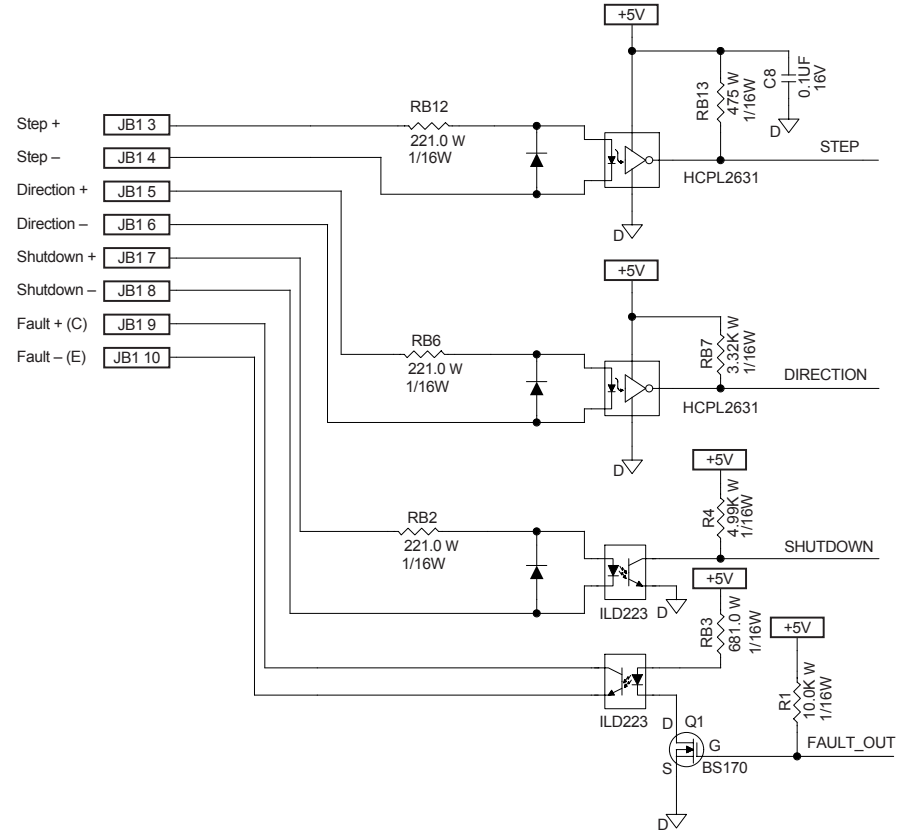 +5V
RB13
475 W
1/16W
C8
0.1UF
16V
D
STEP
Step +
JB1 3
RB12
221.0 W
1/16W
Step –
JB1 4
HCPL2631
D
Direction +
JB1 5
Direction –
JB1 6
Shutdown +
JB1 7
Shutdown –
JB1 8
Fault + (C)
JB1 9
Fault – (E)
JB1 10
+5V
RB6
221.0 W
1/16W
RB7
3.32K W
1/16W
DIRECTION
HCPL2631
D
+5V
R4
4.99K W
1/16W
RB2
221.0 W
1/16W
SHUTDOWN
ILD223
D
+5V
RB3
681.0 W
1/16W
+5V
R1
10.0K W
1/16W
ILD223
D
Q1
G
S
BS170
FAULT_OUT
D